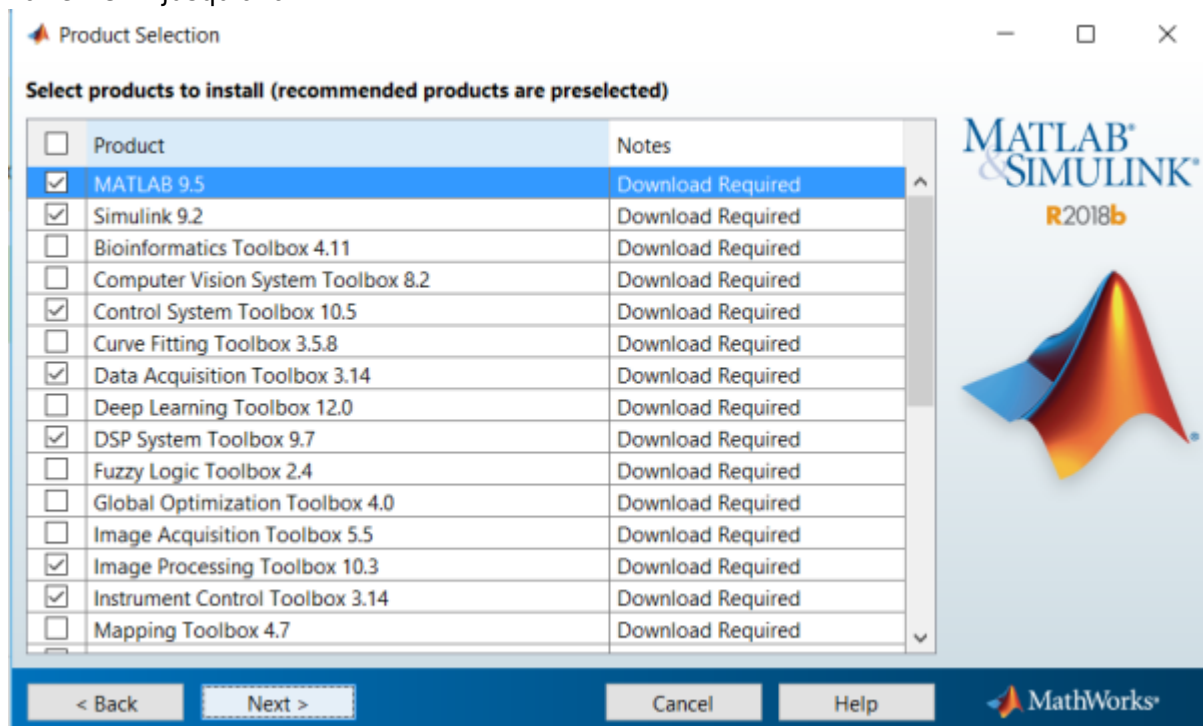 Product Selection
Select products to install (recommended products are preselected)
Product Notes
MATLAB 9.5 Download Required
Simulink 9.2 Download Required
Bioinformatics Toolbox 4.11 Download Required
Computer Vision System Toolbox 8.2 Download Required
Control System Toolbox 10.5 Download Required
Curve Fitting Toolbox 3.5.8 Download Required
Data Acquisition Toolbox 3.14 Download Required
Deep Learning Toolbox 12.0 Download Required
DSP System Toolbox 9.7 Download Required
Fuzzy Logic Toolbox 2.4 Download Required
Global Optimization Toolbox 4.0 Download Required
Image Acquisition Toolbox 5.5 Download Required
Image Processing Toolbox 10.3 Download Required
Instrument Control Toolbox 3.14 Download Required
Mapping Toolbox 4.7 Download Required
MATLAB®
&SIMULINK®
R2018b
< Back Next > Cancel Help MathWorks®